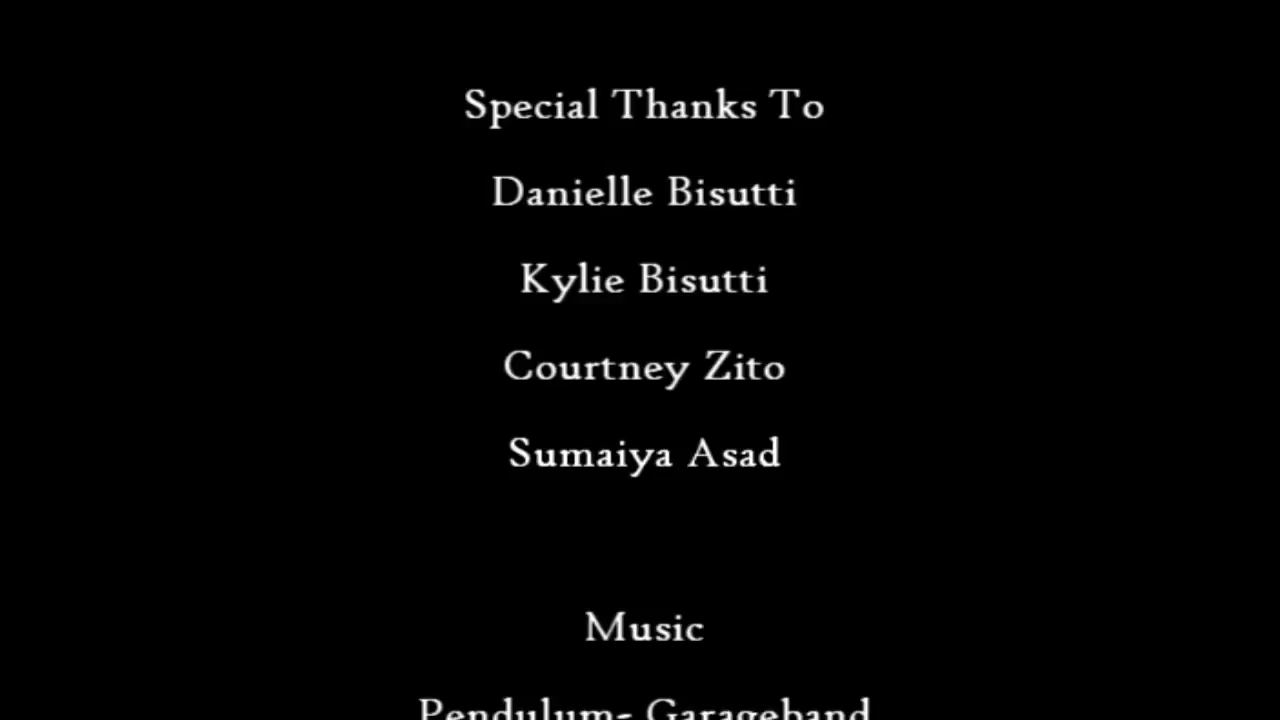 Special Thanks To
Danielle Bisutti
Kylie Bisutti
Courtney Zito
Sumaiya Asad
Music
Pendulum- Garageband